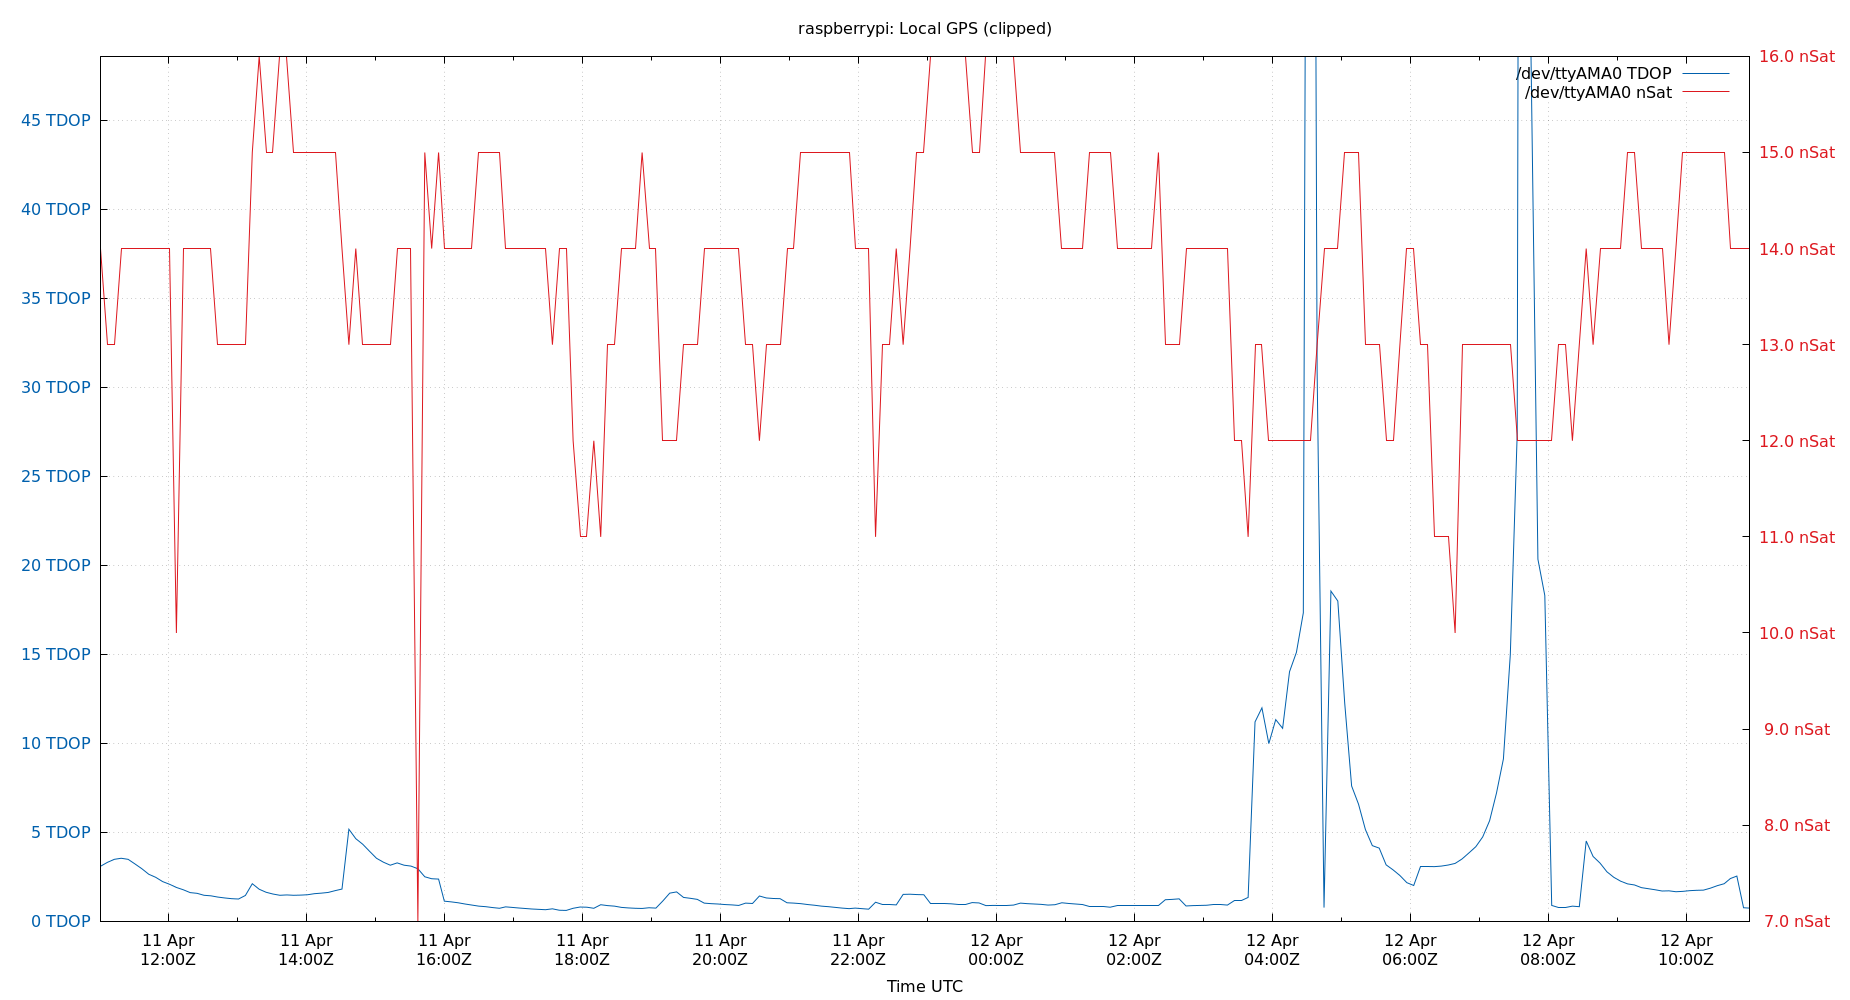 raspberrypi: Local GPS (clipped)
16.0 nSat
/dev/ttyAMA0 TDOP
/dev/ttyAMA0 nSat
45 TDOP
15.0 nSat
40 TDOP
14.0 nSat
35 TDOP
13.0 nSat
30 TDOP
12.0 nSat
25 TDOP
11.0 nSat
20 TDOP
10.0 nSat
15 TDOP
9.0 nSat
10 TDOP
8.0 nSat
5 TDOP
0 TDOP
7.0 nSat
11 Apr 11 Apr 11 Apr 11 Apr 11 Apr 11 Apr 12 Apr 12 Apr 12 Apr 12 Apr 12 Apr 12 Apr
12:00Z 14:00Z 16:00Z 18:00Z 20:00Z 22:00Z 00:00Z 02:00Z 04:00Z 06:00Z 08:00Z 10:00Z
Time UTC